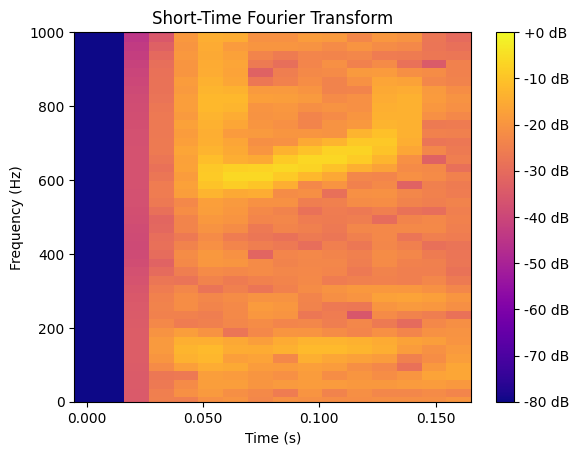 Short-Time Fourier Transform
1000
800
600
400
200
0
Frequency (Hz)
0.000
0.050
0.100
0.150
Time (s)
+0 dB
-10 dB
-20 dB
-30 dB
-40 dB
-50 dB
-60 dB
-70 dB
-80 dB